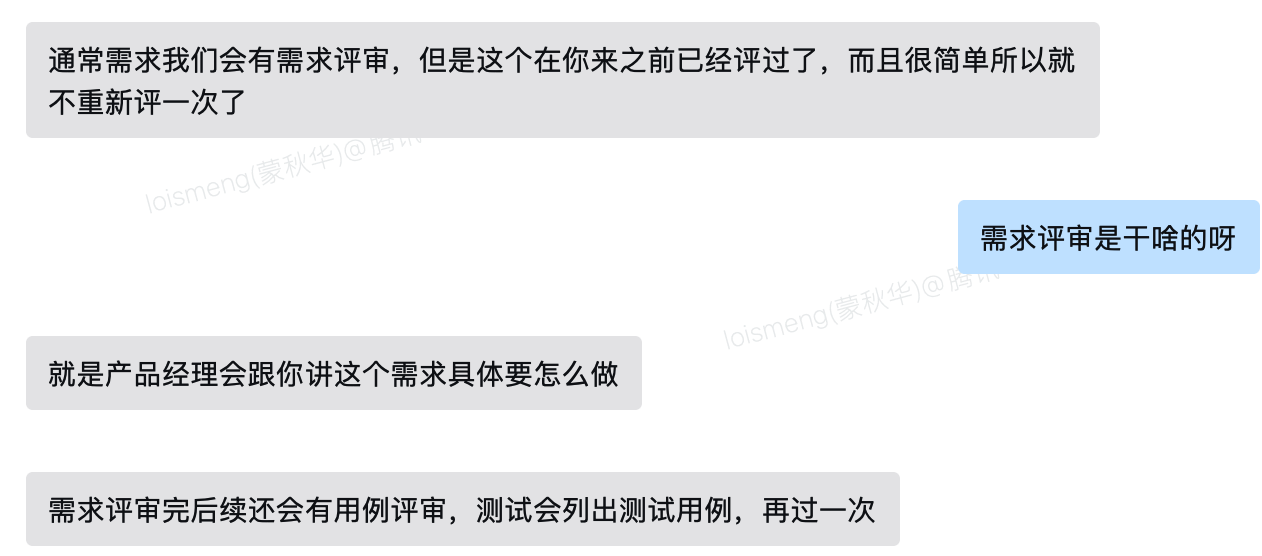 通常需求我们会有需求评审，但是这个在你来之前已经评过了，而且很简单所以就
不重新评一次了
loismeng(蒙秋华)@腾讯
需求评审是干啥的呀
loismeng(蒙秋华)@腾讯
就是产品经理会跟你讲这个需求具体要怎么做
需求评审完后续还会有用例评审，测试会列出测试用例，再过一次